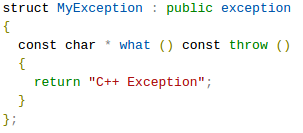 struct MyException : public exception
{
  const char * what () const throw ()
  {
    return "C++ Exception";
  }
};